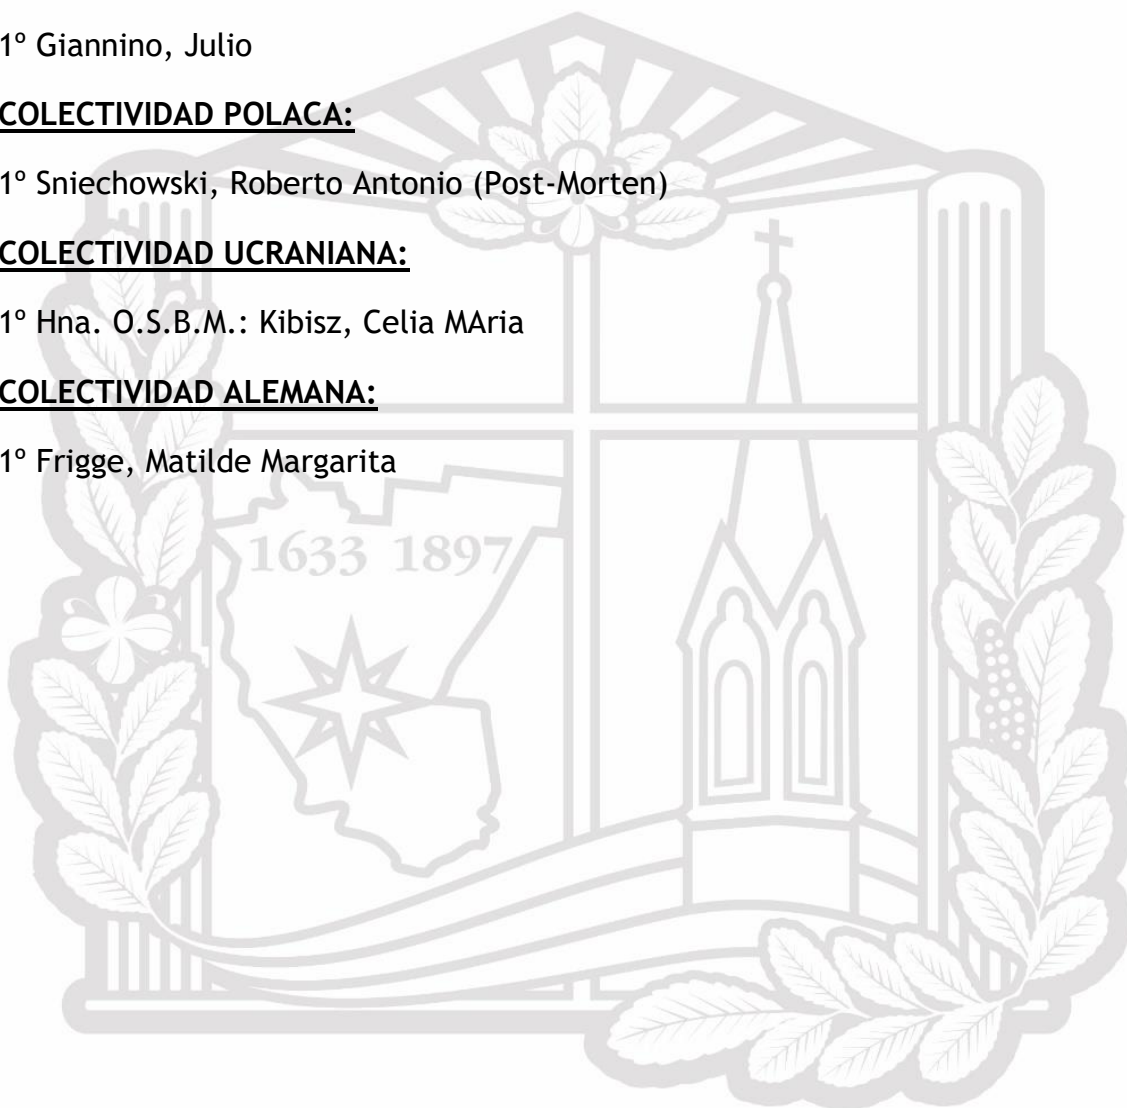 1º Giannino, Julio
COLECTIVIDAD POLACA:
1º Sniechowski, Roberto Antonio (Post-Morten)
COLECTIVIDAD UCRANIANA:
1º Hna. O.S.B.M.: Kibisz, Celia MAria
COLECTIVIDAD ALEMANA:
1º Frigge, Matilde Margarita
1633 1897